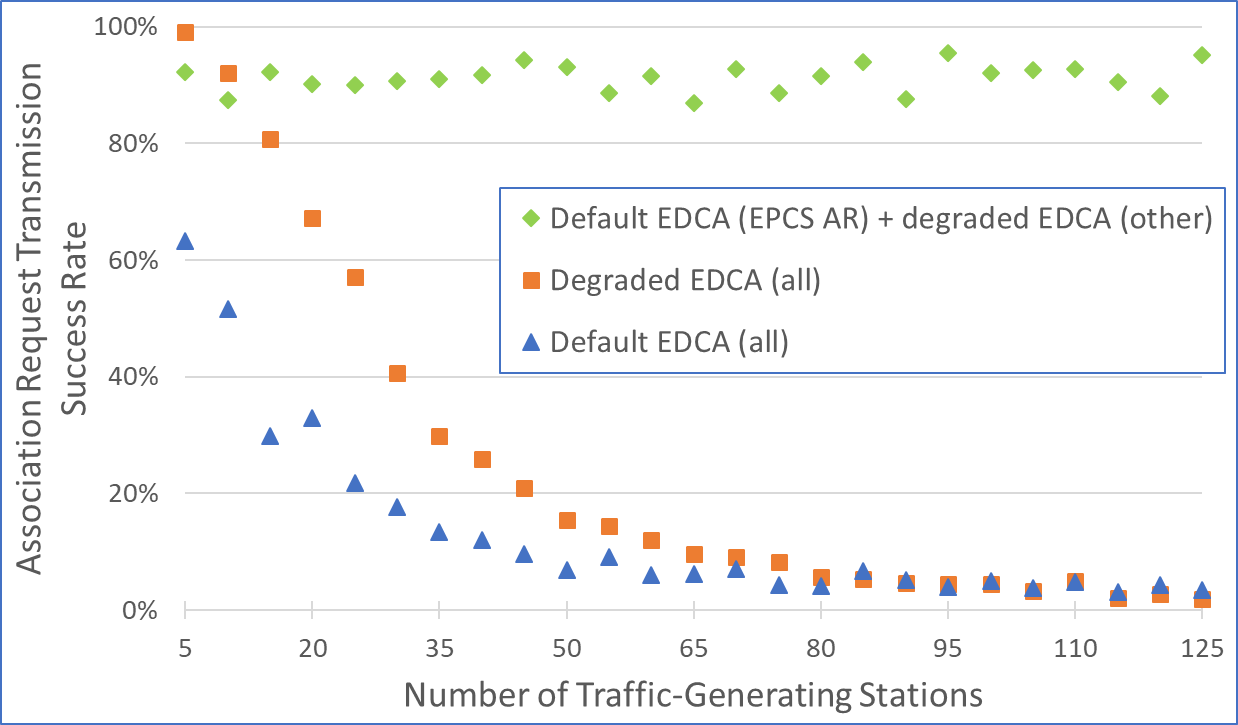 100%
80%
60%
40%
20%
0%
Association Request Transmission
Success Rate
Default EDCA (EPCS AR) + degraded EDCA (other)
Degraded EDCA (all)
Default EDCA (all)
5 20 35 50 65 80 95 110 125
Number of Traffic-Generating Stations